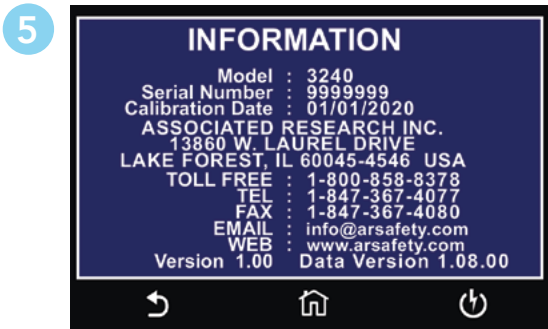 5
INFORMATION
Model : 3240
Serial Number : 9999999
Calibration Date : 01/01/2020
ASSOCIATED RESEARCH INC.
13860 W. LAUREL DRIVE
LAKE FOREST, IL 60045-4546 USA
TOLL FREE : 1-800-858-8378
TEL : 1-847-367-4077
FAX : 1-847-367-4080
EMAIL : info@arsafety.com
WEB : www.arsafety.com
Version 1.00 Data Version 1.08.00